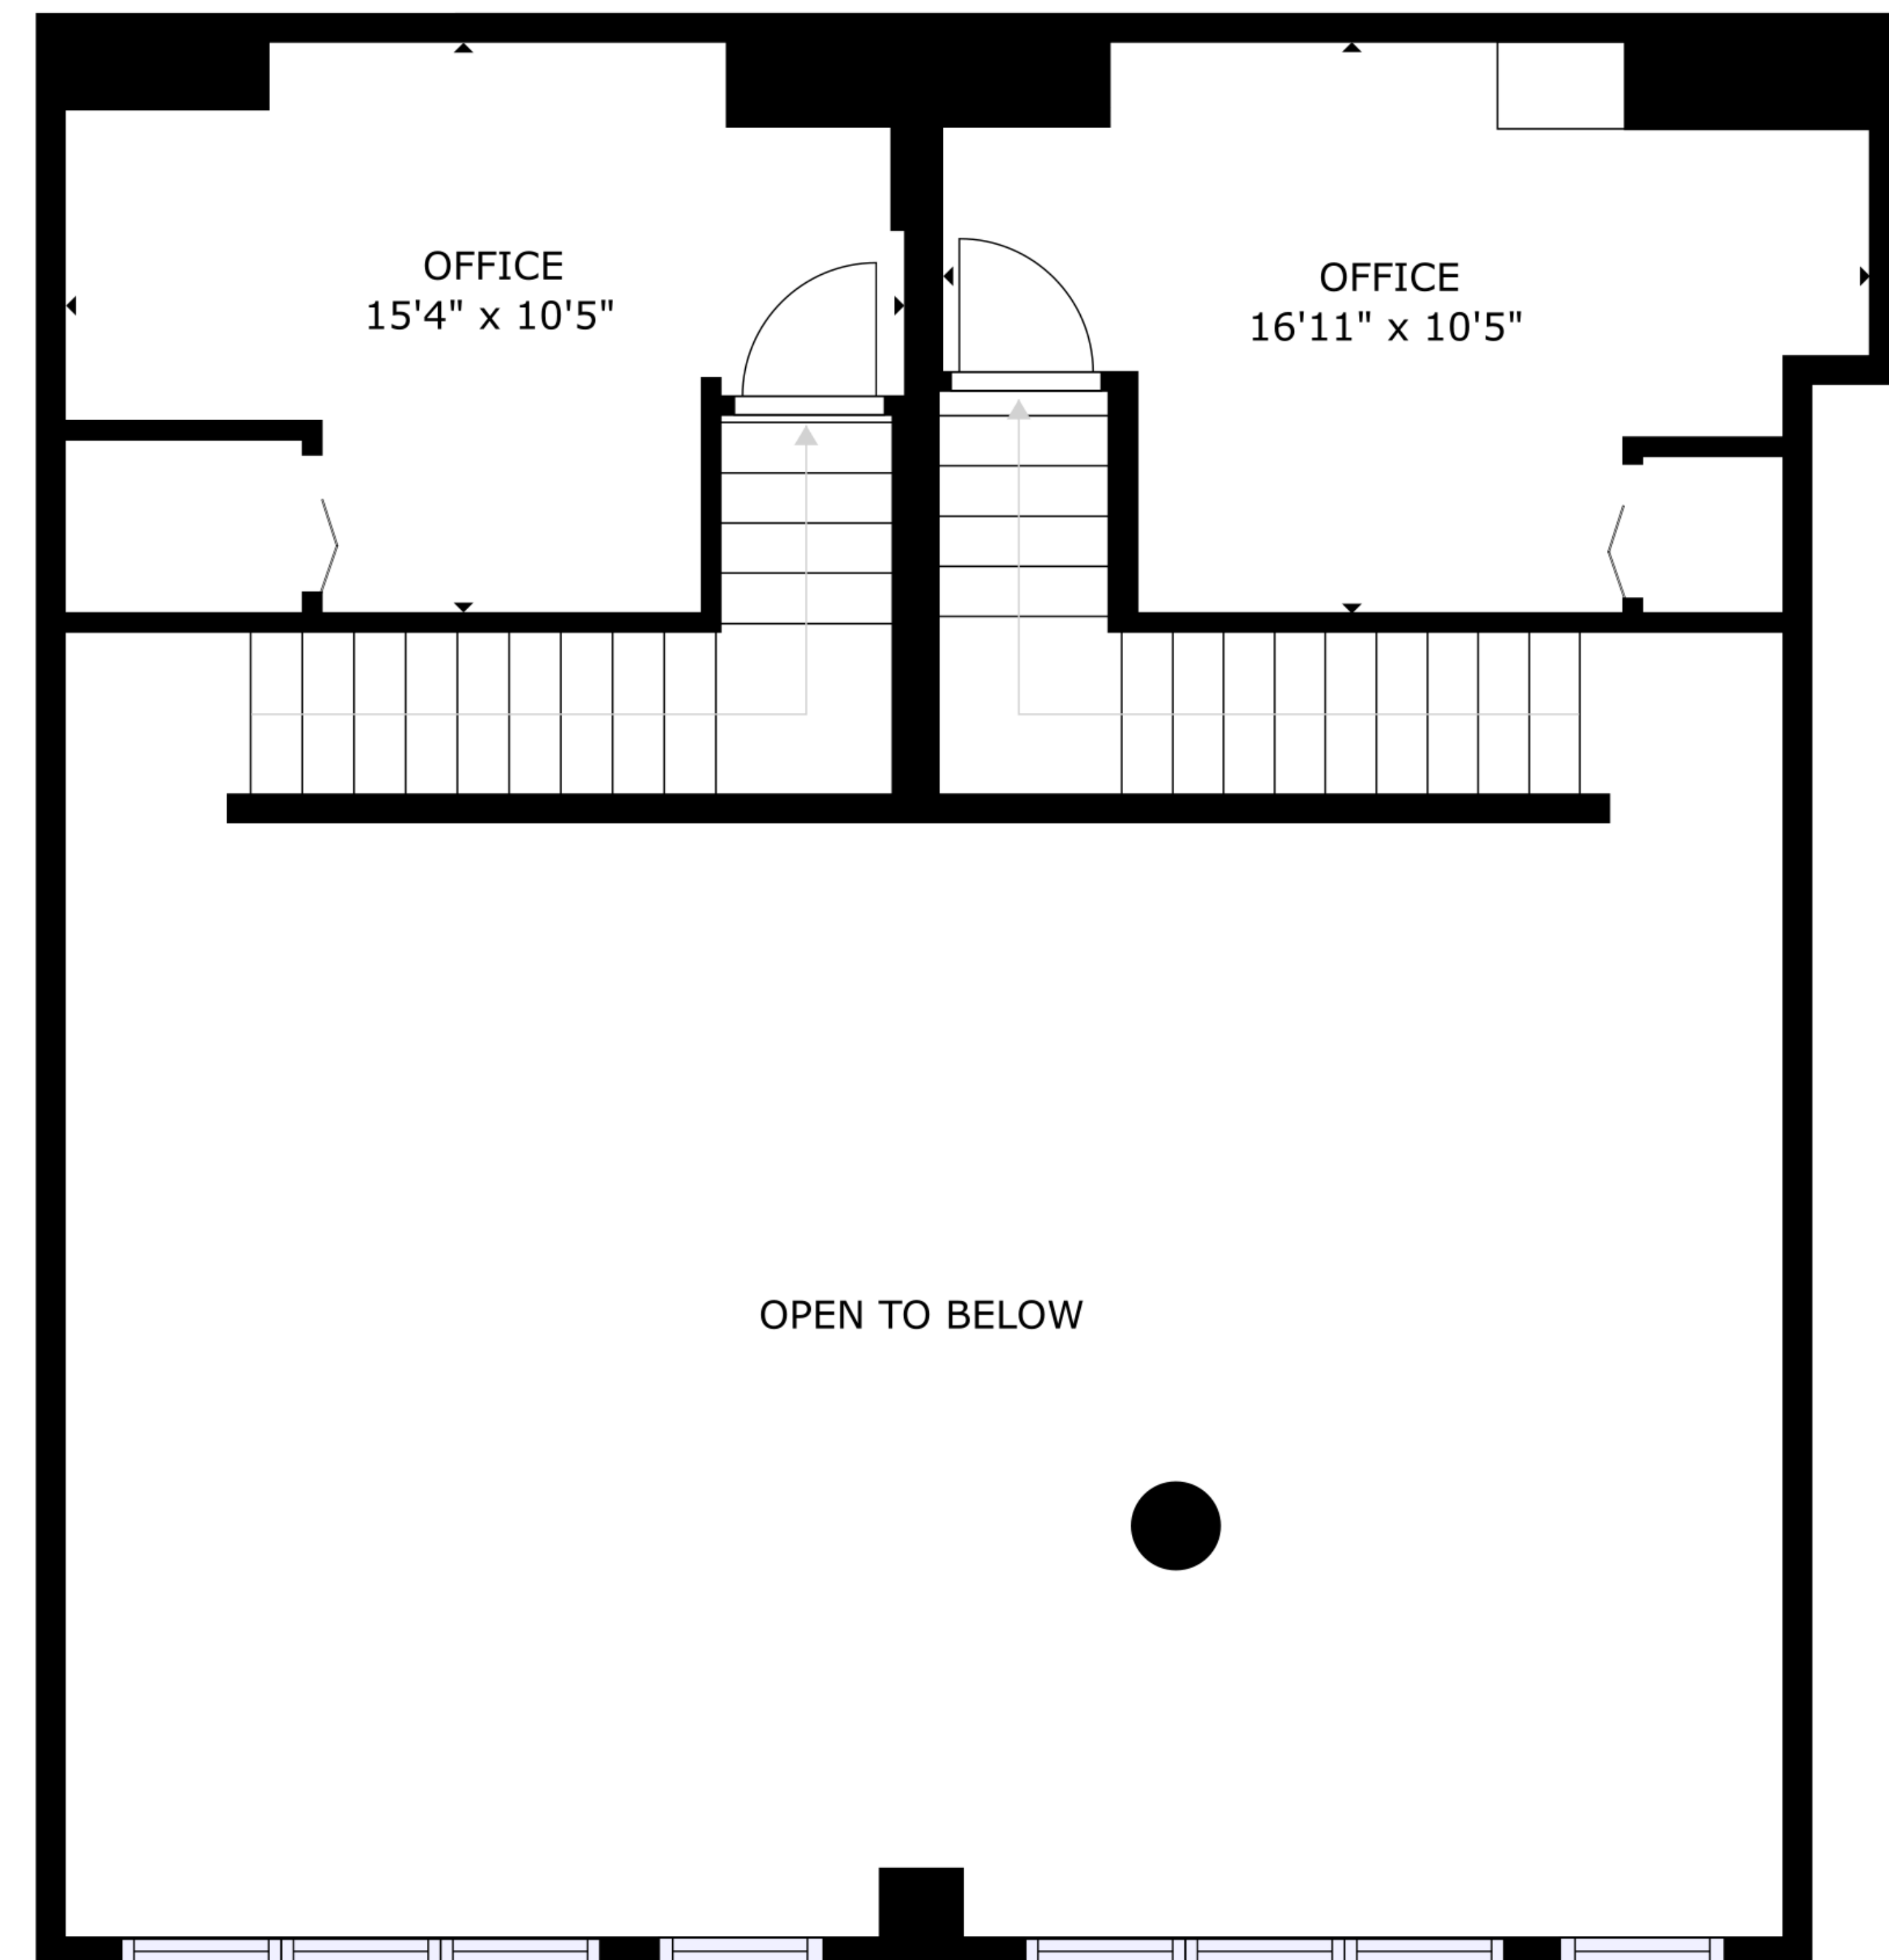 OFFICE
15'4" x 10'5"
OFFICE
16'11" x 10'5"
OPEN TO BELOW